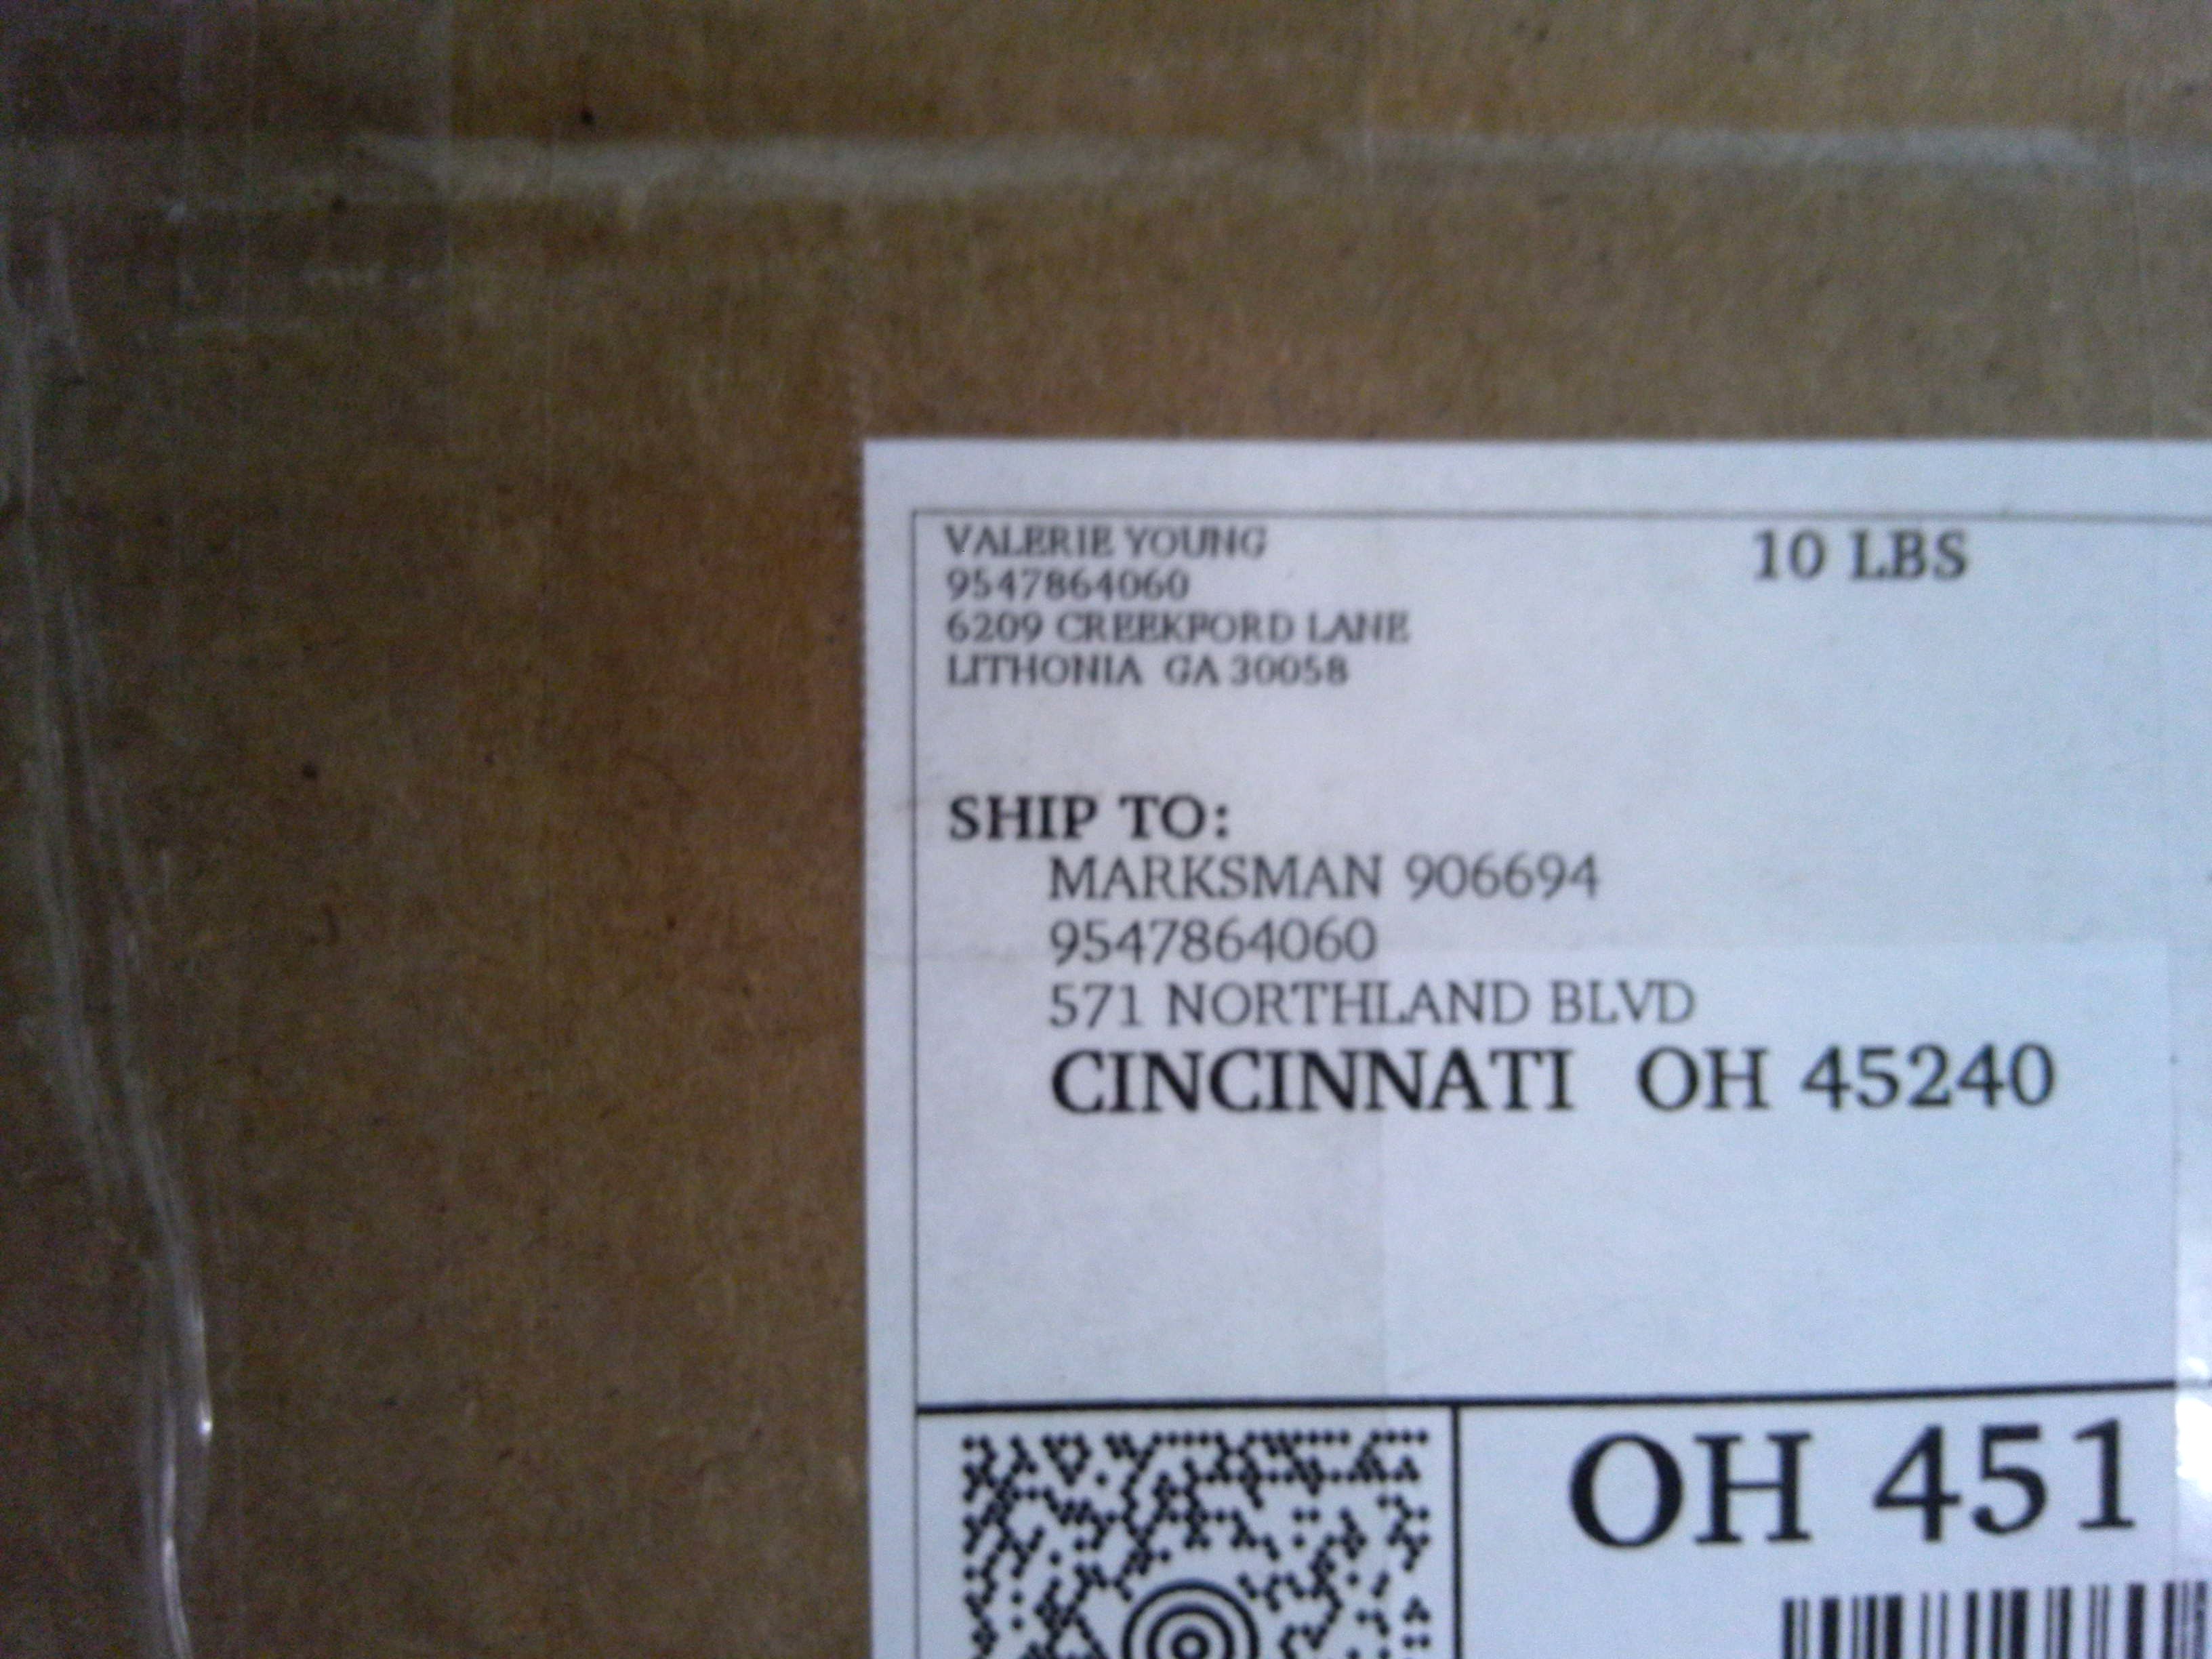 VALERIE YOUNG
10 LBS
9547864060
6209 CREEKFORD LANE
LITHONIA GA 30058
SHIP TO:
MARKSMAN 906694
9547864060
571 NORTHLAND BLVD
CINCINNATI OH 45240
OH 451